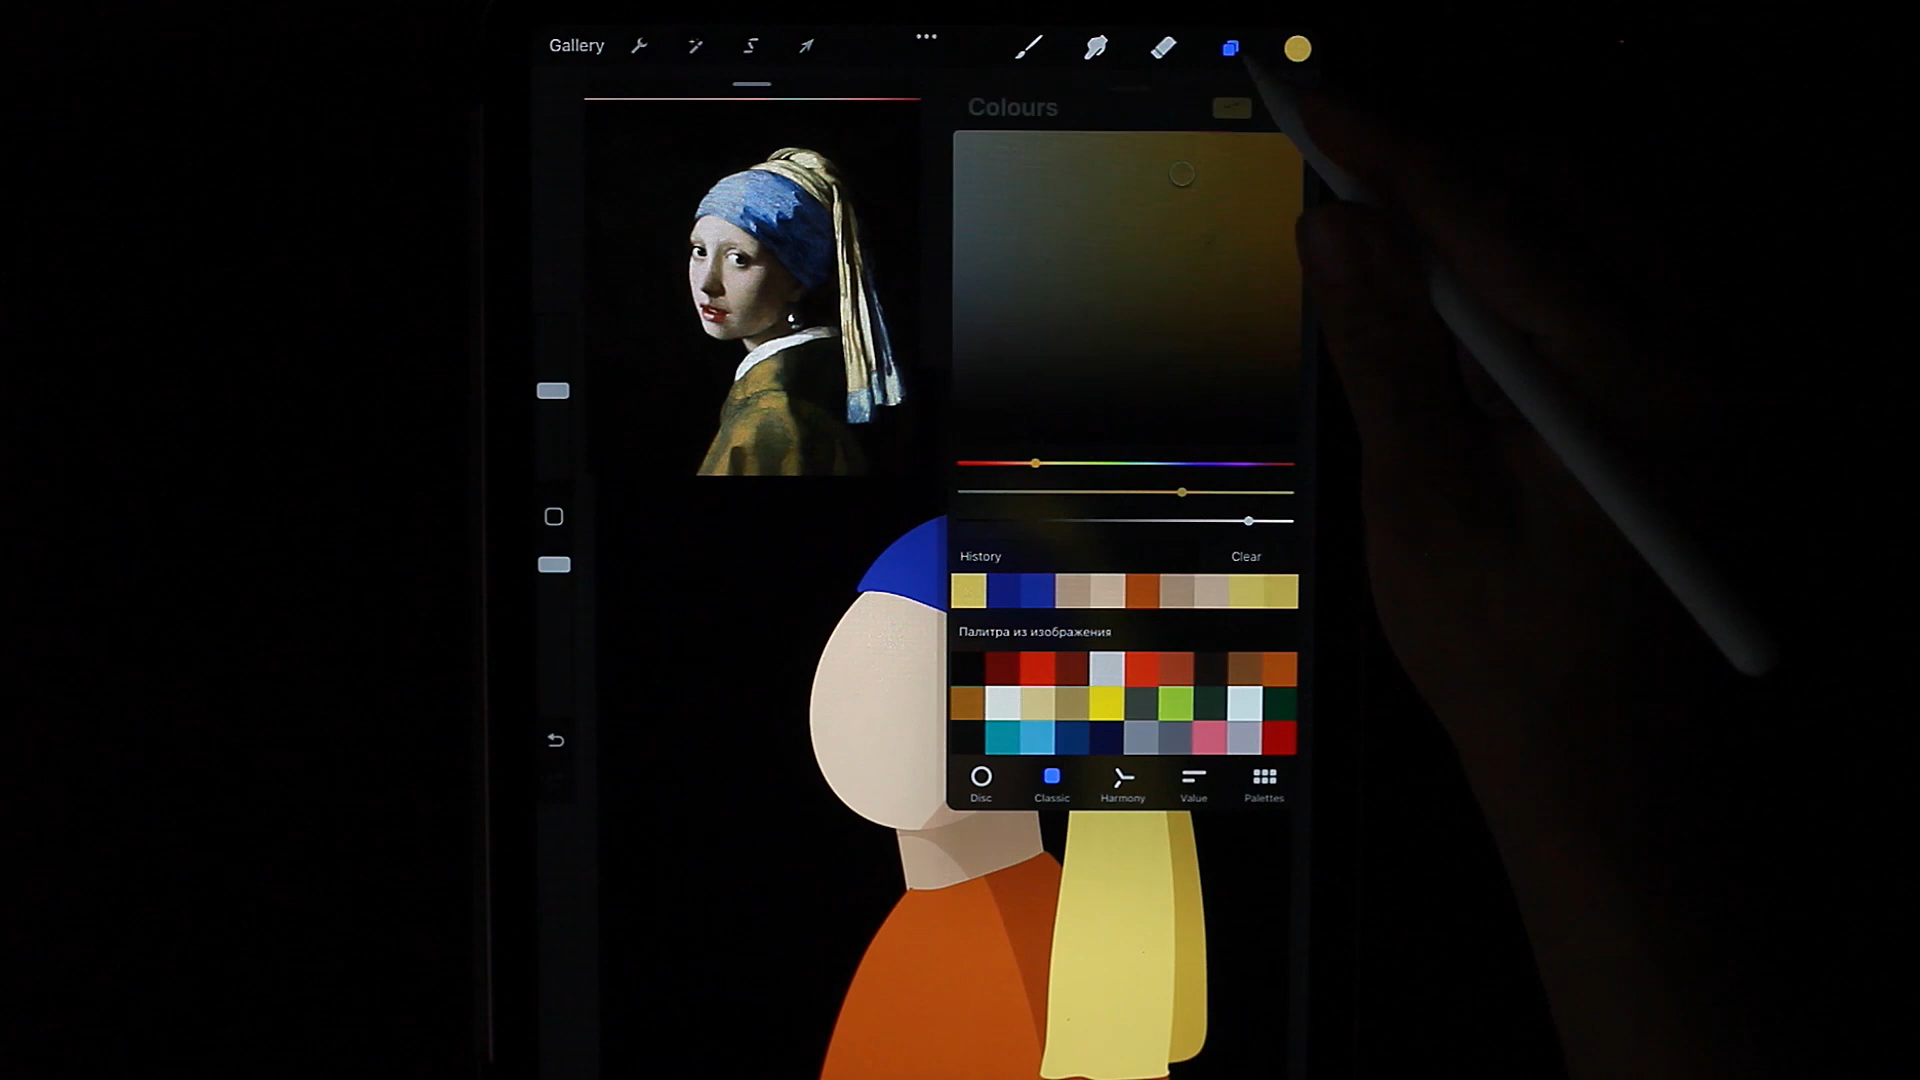 Gallery
Colours
History Clear
Палитра из изображения
Disc Classic Harmony Value Palettes